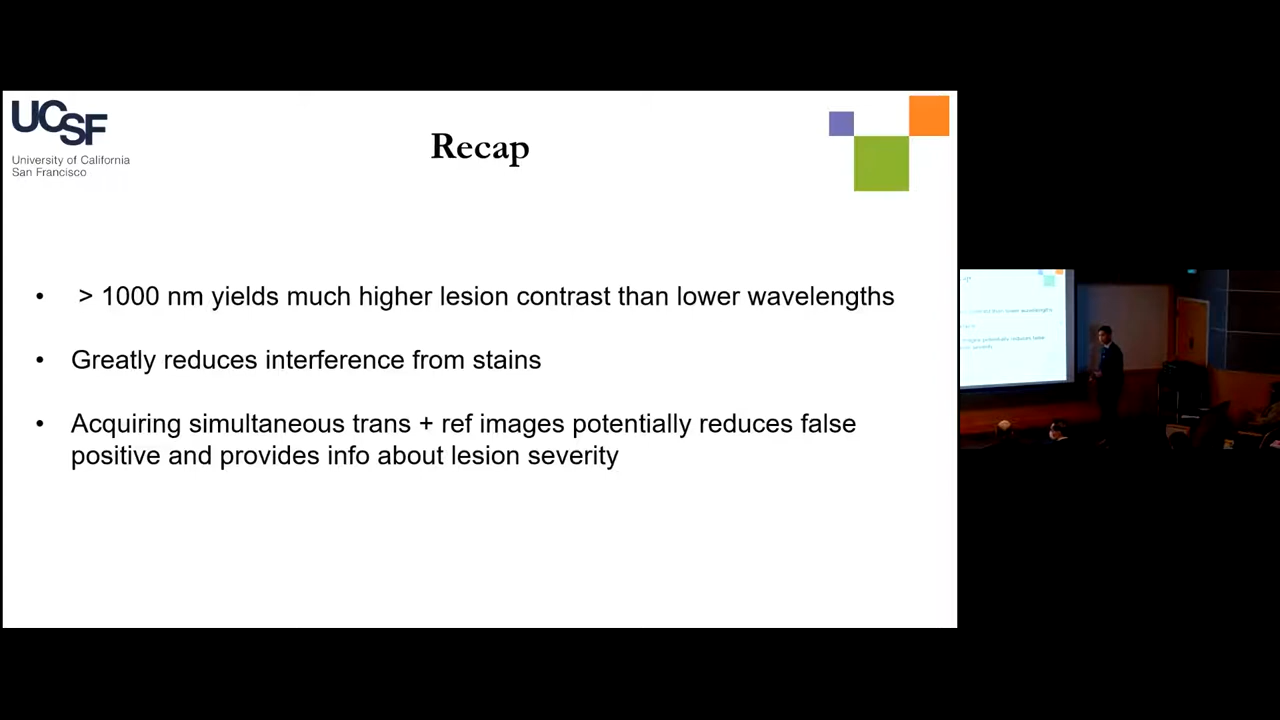 UCSF
University of California
San Francisco
Recap
• > 1000 nm yields much higher lesion contrast than lower wavelengths
• Greatly reduces interference from stains
• Acquiring simultaneous trans + ref images potentially reduces false
positive and provides info about lesion severity